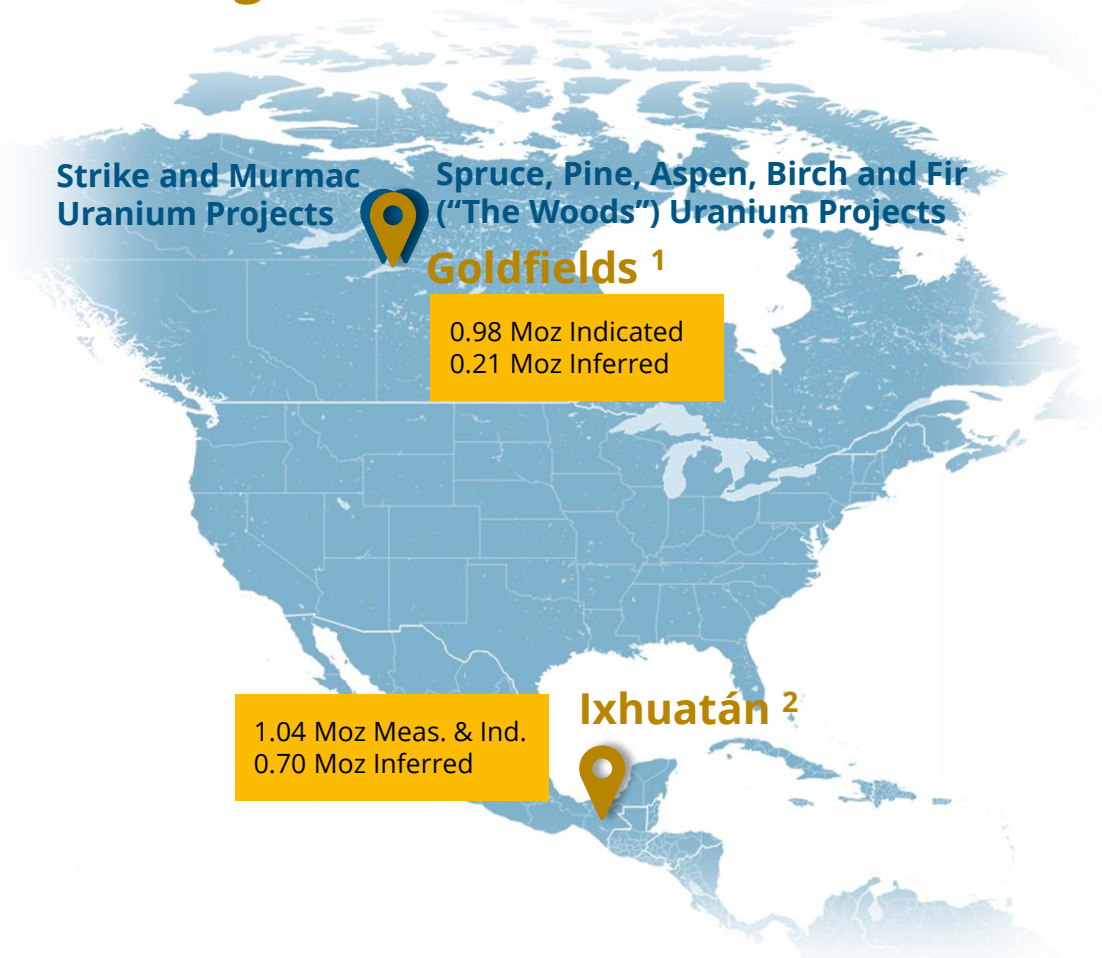 Strike and Murmac
Uranium Projects
Spruce, Pine, Aspen, Birch and Fir
(“The Woods”) Uranium Projects
Goldfields ¹
0.98 Moz Indicated
0.21 Moz Inferred
Ixhuatán ²
1.04 Moz Meas. & Ind.
0.70 Moz Inferred